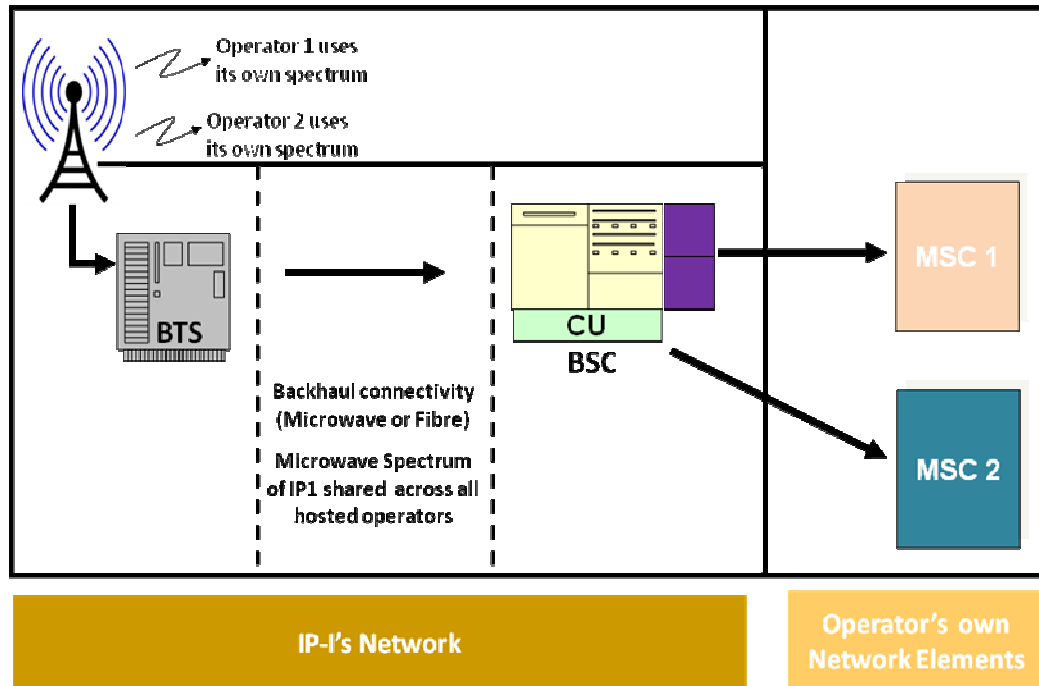 Operator 1 uses
its own spectrum
Operator 2 uses
its own spectrum
BTS
Backhaul connectivity
(Microwave or Fibre)
Microwave Spectrum
of IP1 shared across all
hosted operators
CU
BSC
MSC 1
MSC 2
IP-I's Network
Operator's own
Network Elements